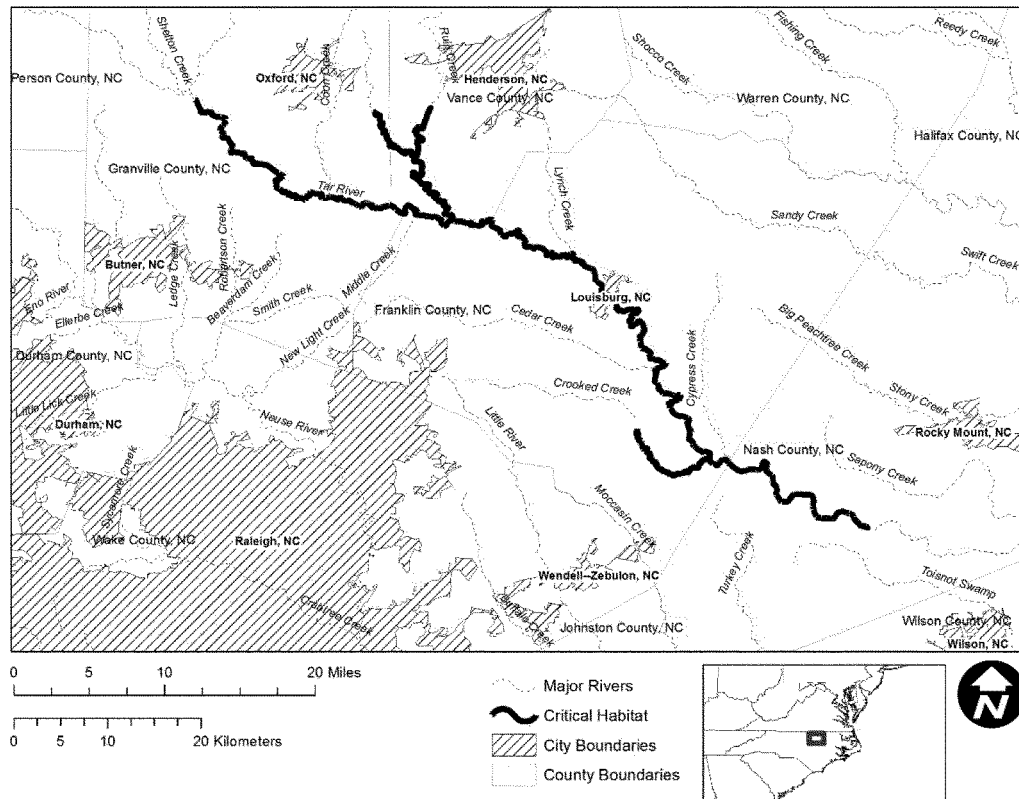 Shelton Creek
Person County, NC
Oxford, NC
Coon Creek
Ruin Creek
Henderson, NC
Vance County, NC
Shocco Creek
Fishing Creek
Reedy Creek
Warren County, NC
Halifax County, NC
Granville County, NC
Tar River
Lynch Creek
Sandy Creek
Swift Creek
Butner, NC
Ledge Creek
Robertson Creek
Beaverdam Creek
Smith Creek
Middle Creek
New Light Creek
Eno River
Ellerbe Creek
Durham County, NC
Franklin County, NC
Louisburg, NC
Cedar Creek
Crooked Creek
Cypress Creek
Big Peachtree Creek
Stony Creek
Rocky Mount, NC
Little Lick Creek
Durham, NC
Neuse River
Little River
Nash County, NC
Sapony Creek
Sycamore Creek
Wake County, NC
Raleigh, NC
Moccasin Creek
Turkey Creek
Wendell--Zebulon, NC
Toisnot Swamp
Crabtree Creek
Buffalo Creek
Johnston County, NC
Wilson County, NC
Wilson, NC
0 5 10 20 Miles
0 5 10 20 Kilometers
Major Rivers
Critical Habitat
City Boundaries
County Boundaries
N